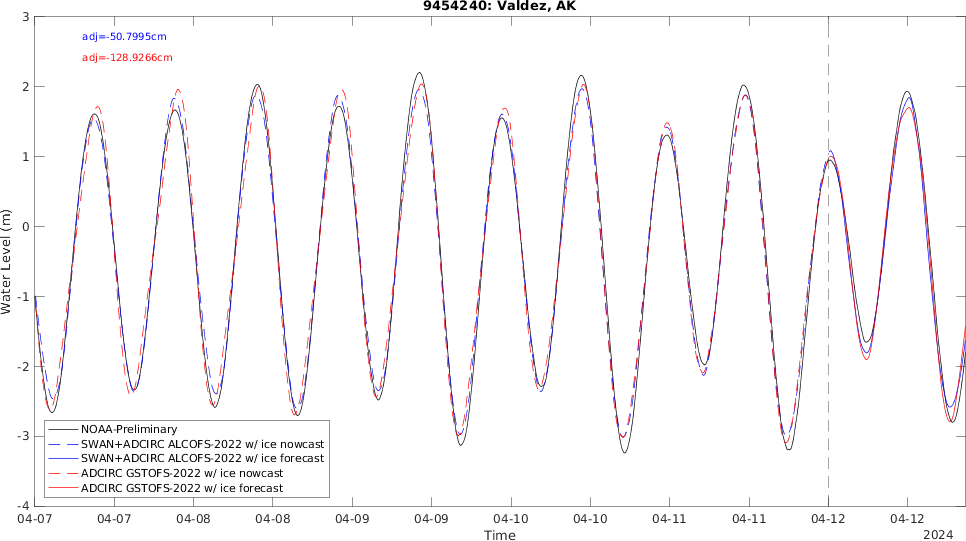 9454240: Valdez, AK
adj=-50.7995cm
adj=-128.9266cm
3
2
1
0
-1
-2
-3
-4
Water Level (m)
NOAA-Preliminary
SWAN+ADCIRC ALCOFS-2022 w/ ice nowcast
SWAN+ADCIRC ALCOFS-2022 w/ ice forecast
ADCIRC GSTOFS-2022 w/ ice nowcast
ADCIRC GSTOFS-2022 w/ ice forecast
04-07 04-07 04-08 04-08 04-09 04-09 04-10 04-10 04-11 04-11 04-12 04-12
Time
2024